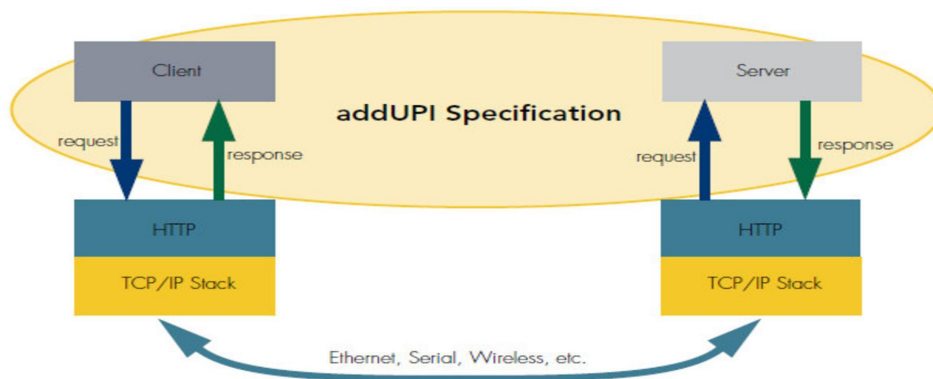 Client
Server
addUPI Specification
request
response
request
response
HTTP
HTTP
TCP/IP Stack
TCP/IP Stack
Ethernet, Serial, Wireless, etc.